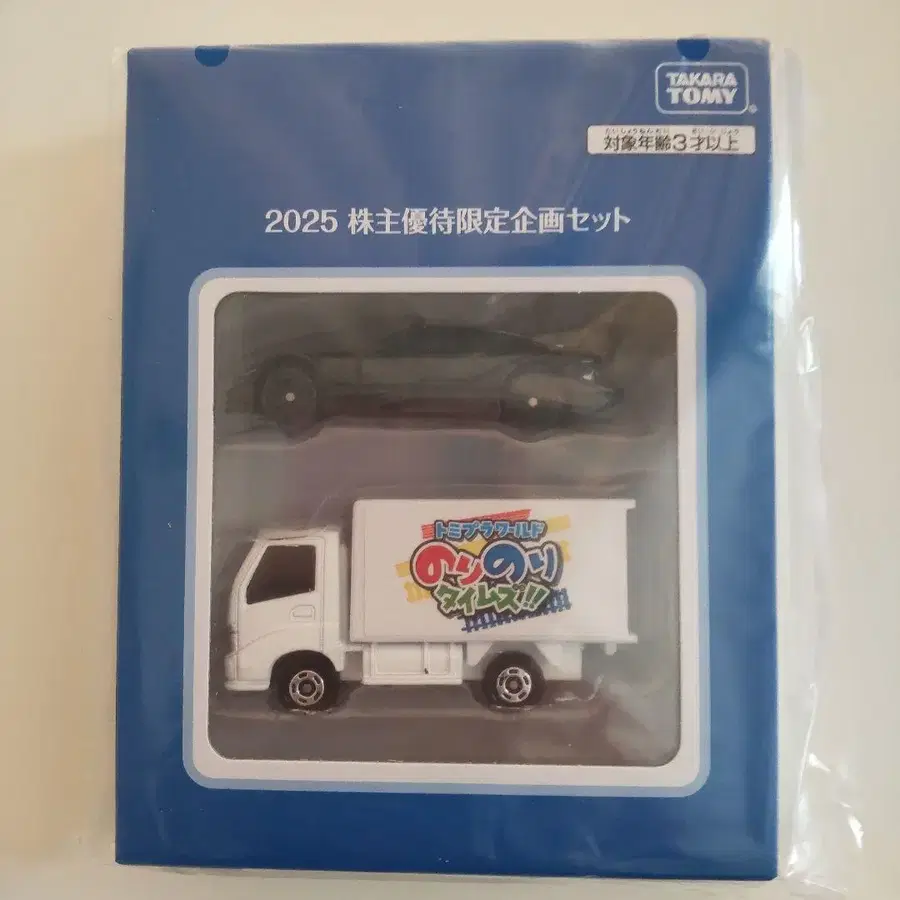 TAKARA
TOMY
たいしょうねんれい さいいじょう
対象年齢3才以上
2025 株主優待限定企画セット
トミプラワールド
のりのり
タイムズ!!!